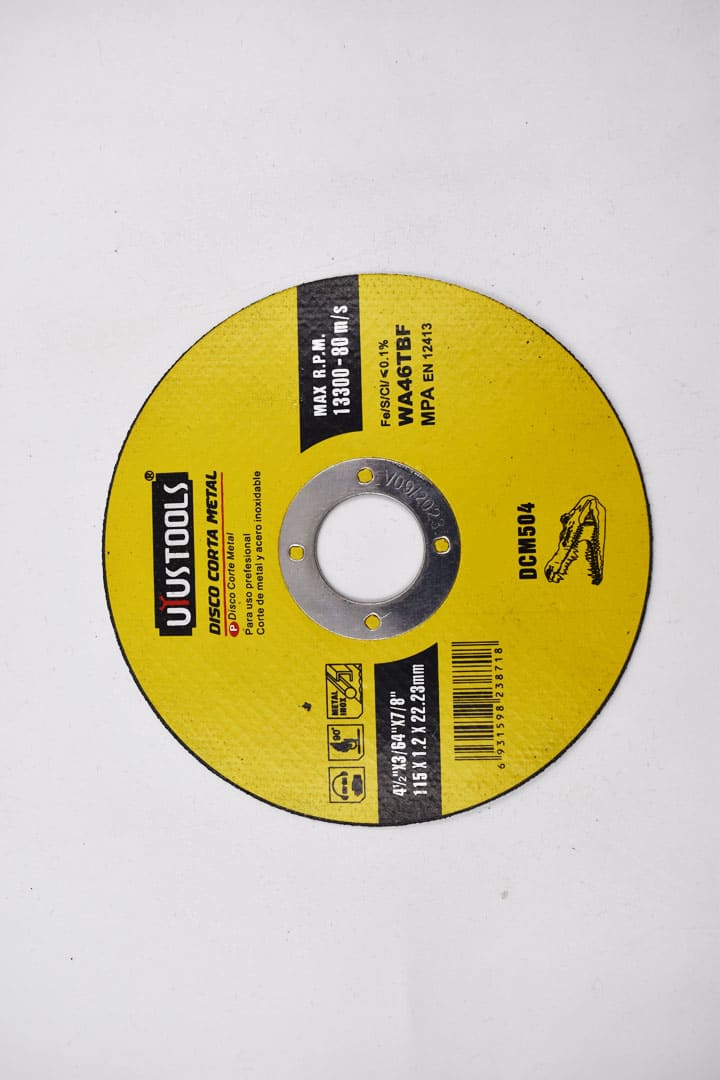 UYUSTOOLS®
DISCO CORTA METAL
P Disco Corte Metal
Para uso prefesional
Corte de metal y acero inoxidable
MAX R.P.M.
13300-80 m/s
90°
METAL
INOX
4½"X3/64"X7/8"
115 X 1.2 X 22.23mm
Fe/S/Cl/≤0.1%
WA46TBF
MPA EN 12413
V09/2023
6 931598 238718
DCM504